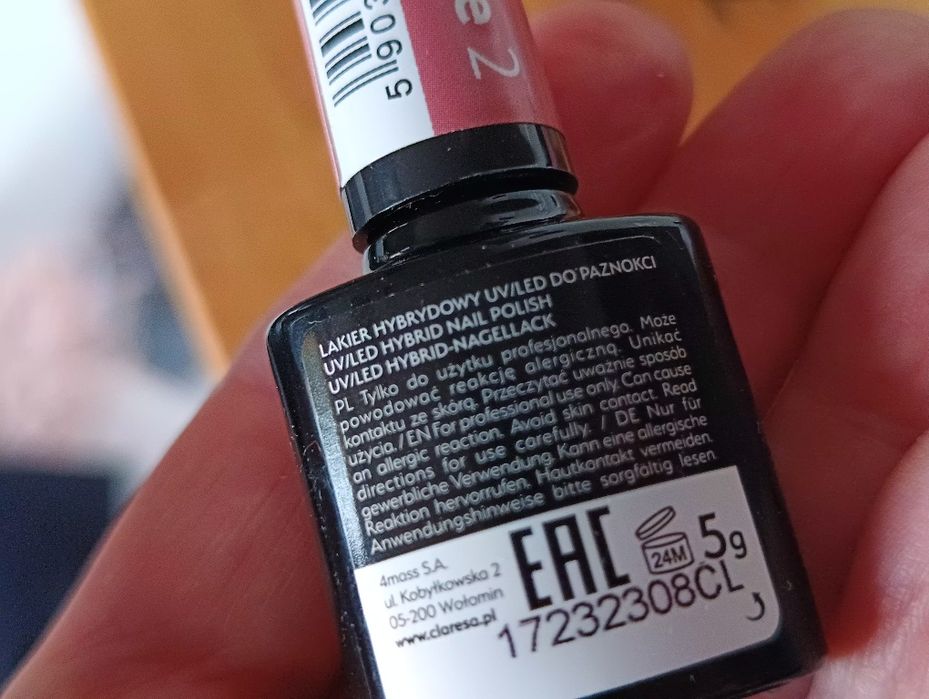 5903
e 2
LAKIER HYBRYDOWY UV/LED DO PAZNOKCI
UV/LED HYBRID NAIL POLISH
UV/LED HYBRID-NAGELLACK
PL Tylko do użytku profesjonalnego. Może
powodować reakcję alergiczną. Unikać
kontaktu ze skórą. Przeczytać uważnie sposób
użycia. / EN For professional use only. Can cause
an allergic reaction. Avoid skin contact. Read
directions for use carefully. / DE Nur für
gewerbliche Verwendung. Kann eine allergische
Reaktion hervorrufen. Hautkontakt vermeiden.
Anwendungshinweise bitte sorgfältig lesen.
4mass S.A.
ul. Kobyłkowska 2
05-200 Wołomin
www.claresa.pl
EAC
24M
5g
17232308CL